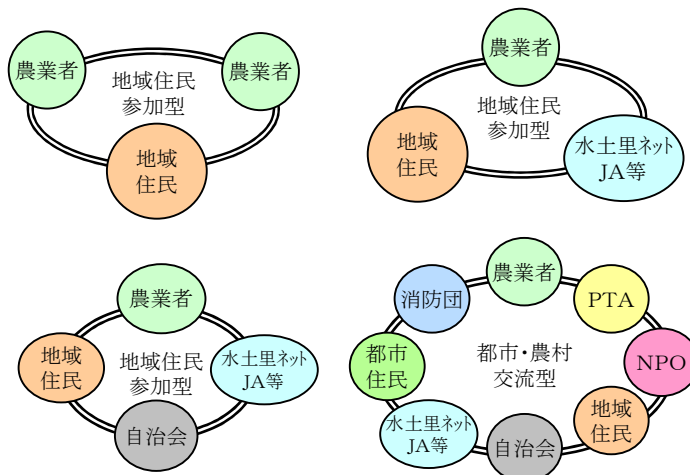 農業者
農業者
地域住民
参加型
地域
住民
農業者
地域住民
参加型
地域
住民
水土里ネット
JA等
農業者
地域
住民
地域住民
参加型
水土里ネット
JA等
自治会
農業者
消防団
PTA
都市
住民
都市・農村
交流型
NPO
水土里ネット
JA等
自治会
地域
住民